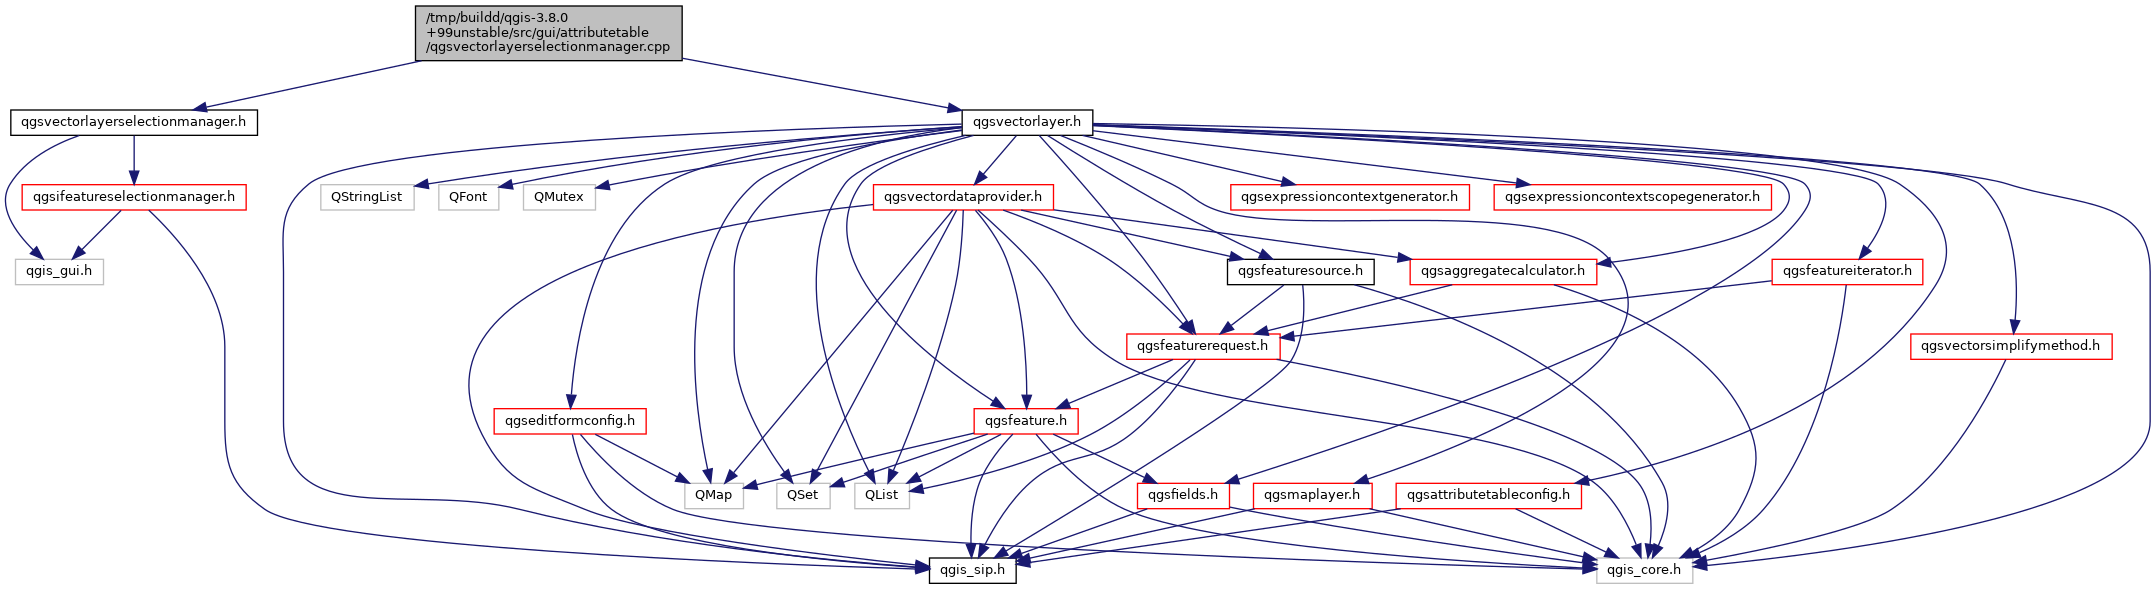 /tmp/buildd/qgis-3.8.0
+99unstable/src/gui/attributetable
/qgsvectorlayerselectionmanager.cpp
qgsvectorlayerselectionmanager.h
qgsvectorlayer.h
qgsifeatureselectionmanager.h
QStringList
QFont
QMutex
qgsvectordataprovider.h
qgsexpressioncontextgenerator.h
qgsexpressioncontextscopegenerator.h
qgis_gui.h
qgsfeaturesource.h
qgsaggregatecalculator.h
qgsfeatureiterator.h
qgsfeaturerequest.h
qgsvectorsimplifymethod.h
qgseditformconfig.h
qgsfeature.h
QMap
QSet
QList
qgsfields.h
qgsmaplayer.h
qgsattributetableconfig.h
qgis_sip.h
qgis_core.h